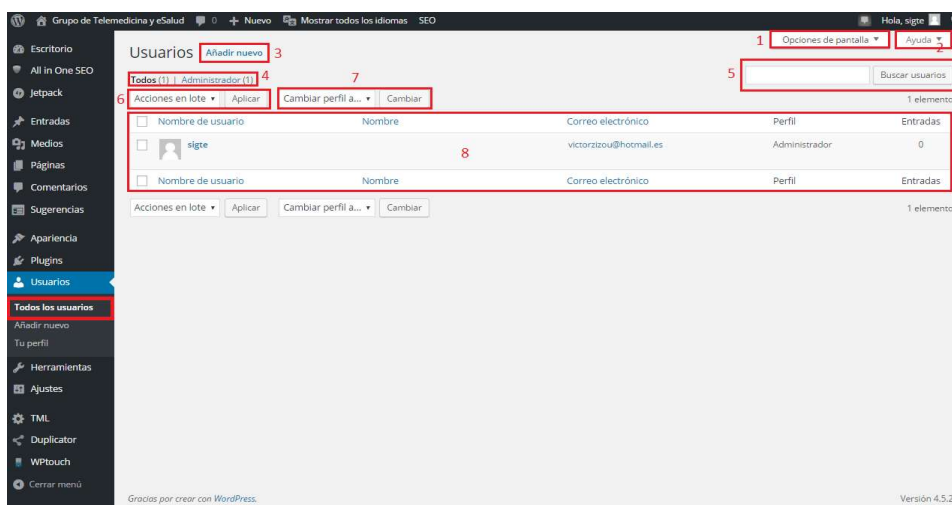 Grupo de Telemedicina y eSalud 0 + Nuevo Mostrar todos los idiomas SEO Hola, sigte
Escritorio
All in One SEO
Jetpack
Entradas
Medios
Páginas
Comentarios
Sugerencias
Apariencia
Plugins
Usuarios
Todos los usuarios
Añadir nuevo
Tu perfil
Herramientas
Ajustes
TML
Duplicator
WPtouch
Cerrar menú
1 Opciones de pantalla ▼ Ayuda ▼ 2
Usuarios Añadir nuevo 3
Todos (1) | Administrador (1) 4
5 Buscar usuarios
6 Acciones en lote Aplicar 7 Cambiar perfil a... Cambiar
1 elemento
Nombre de usuario Nombre Correo electrónico Perfil Entradas
sigte victorzizou@hotmail.es Administrador 0
8
Nombre de usuario Nombre Correo electrónico Perfil Entradas
Acciones en lote Aplicar Cambiar perfil a... Cambiar 1 elemento
Gracias por crear con WordPress. Versión 4.5.2